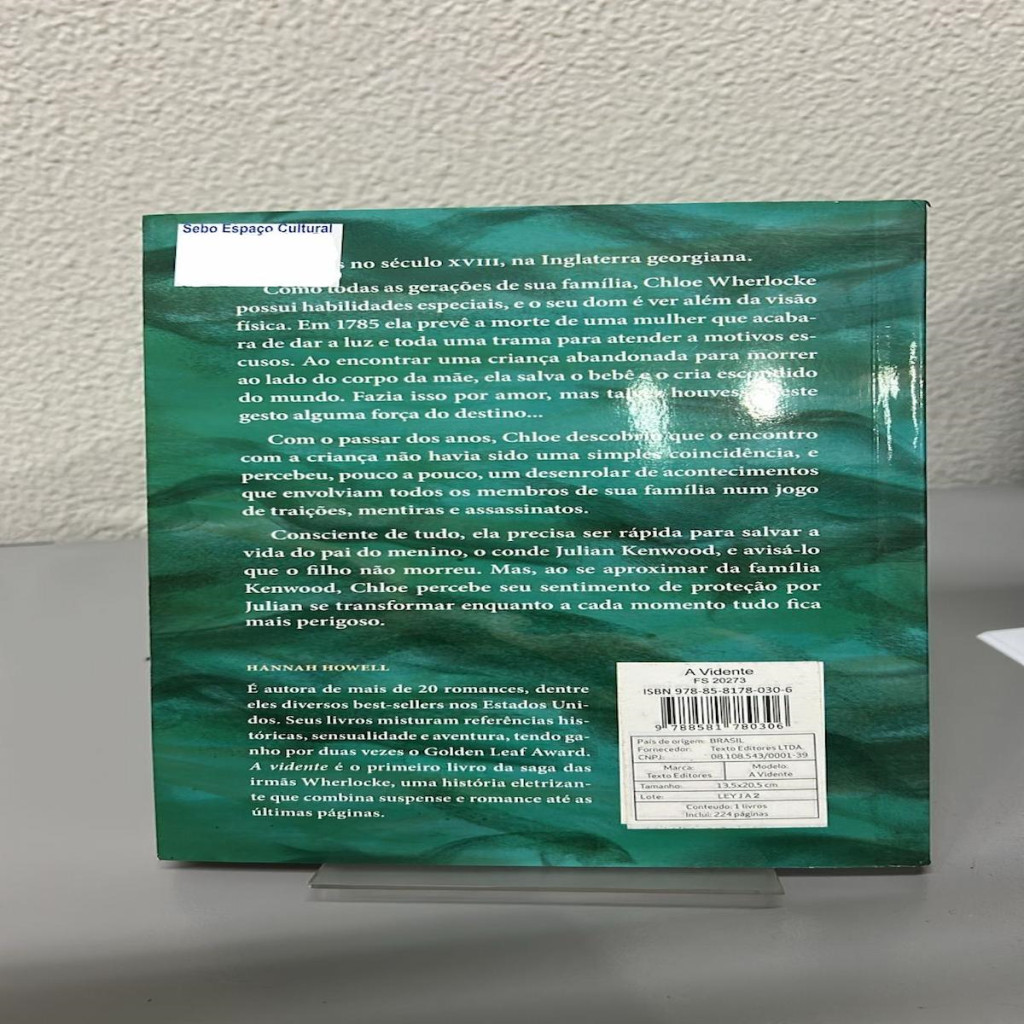 Sebo Espaço Cultural
no século XVIII, na Inglaterra georgiana.
Como todas as gerações de sua família, Chloe Wherlocke
possui habilidades especiais, e o seu dom é ver além da visão
física. Em 1785 ela prevê a morte de uma mulher que acaba-
ra de dar a luz e toda uma trama para atender a motivos es-
cusos. Ao encontrar uma criança abandonada para morrer
ao lado do corpo da mãe, ela salva o bebê e o cria escondido
do mundo. Fazia isso por amor, mas talvez houvesse
este
gesto alguma força do destino...
Com o passar dos anos, Chloe descobriu que o encontro
com a criança não havia sido uma simples coincidência, e
percebeu, pouco a pouco, um desenrolar de acontecimentos
que envolviam todos os membros de sua família num jogo
de traições, mentiras e assassinatos.
Consciente de tudo, ela precisa ser rápida para salvar a
vida do pai do menino, o conde Julian Kenwood, e avisá-lo
que o filho não morreu. Mas, ao se aproximar da família
Kenwood, Chloe percebe seu sentimento de proteção por
Julian se transformar enquanto a cada momento tudo fica
mais perigoso.
HANNAH HOWELL
É autora de mais de 20 romances, dentre
eles diversos best-sellers nos Estados Uni-
dos. Seus livros misturam referências his-
tóricas, sensualidade e aventura, tendo ga-
nho por duas vezes o Golden Leaf Award.
A vidente é o primeiro livro da saga das
irmãs Wherlocke, uma história eletrizan-
te que combina suspense e romance até as
últimas páginas.
A Vidente
FS 20273
ISBN 978-85-8178-030-6
9 788581 780306
País de origem: BRASIL
Fornecedor: Texto Editores LTDA.
CNPJ: 08.108.543/0001-39
Marca: Modelo:
Texto Editores A Vidente
Tamanho: 13,5x20,5 cm
Lote: LEYJA2
Conteúdo: 1 livros
Inclui: 224 páginas